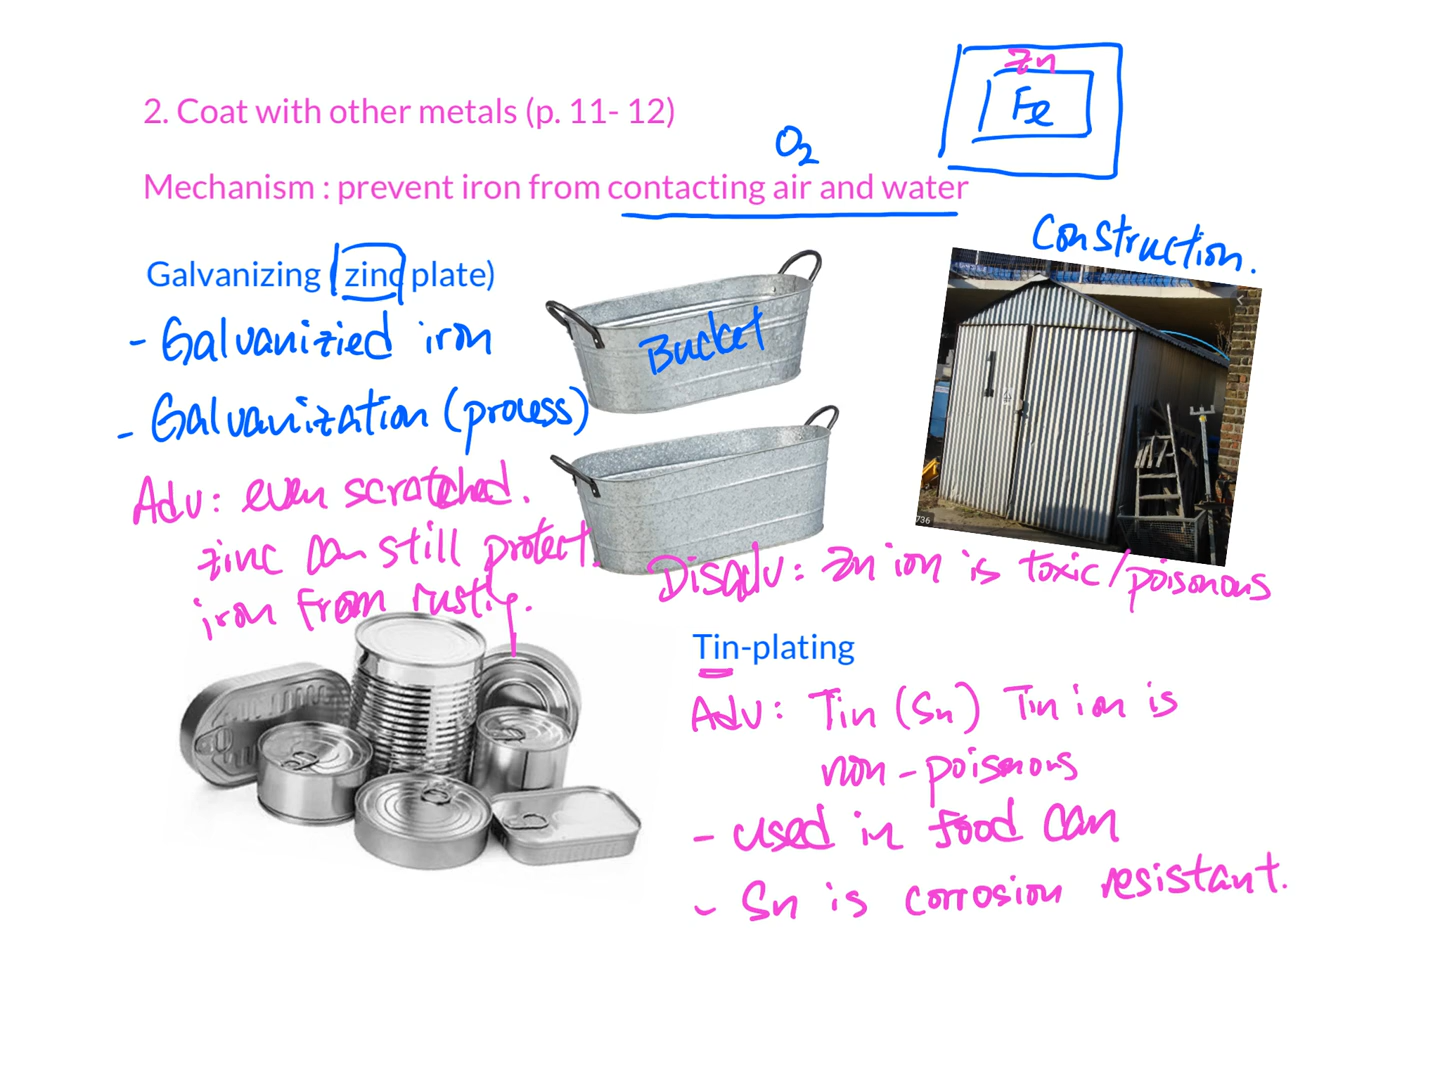 Zn
Fe
2. Coat with other metals (p. 11- 12)
O2
Mechanism : prevent iron from contacting air and water
Construction.
Galvanizing (zinc plate)
- Galvanizied iron
Bucket
- Galvanization (process)
Adv: even scratched.
zinc can still protect.
iron from rustig.
736
Disadv: Zn ion is toxic/poisonous
Tin-plating
Adv: Tin (Sn) Tin ion is
non-poisonous
- used in food can
- Sn is corrosion resistant.